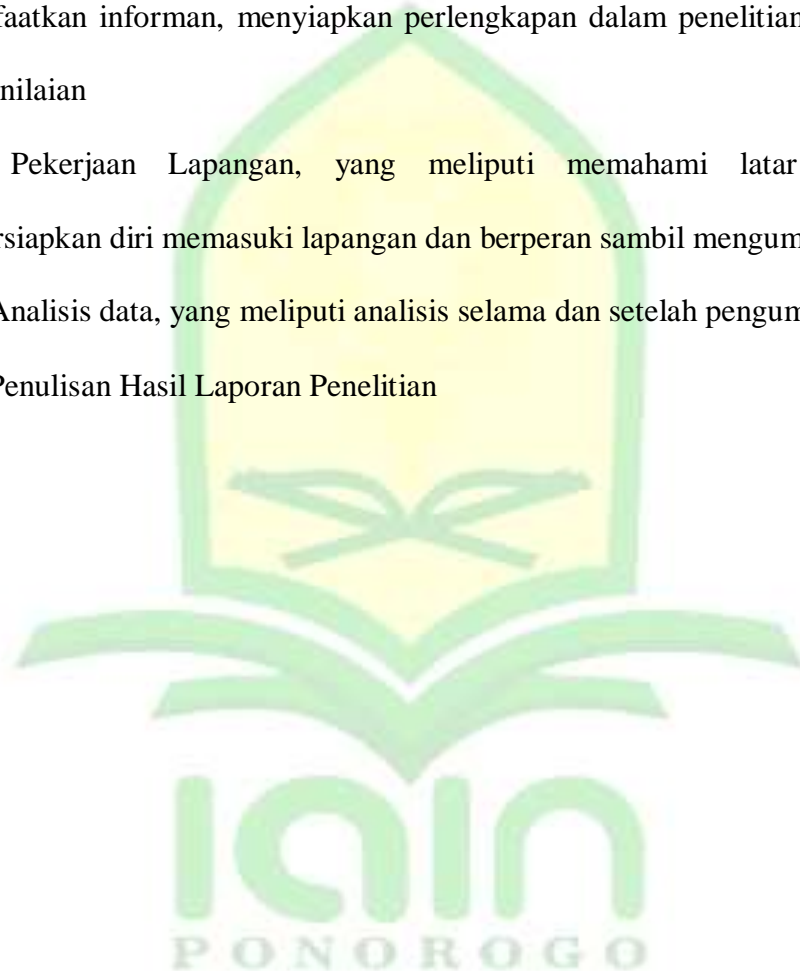 faatkan informan, menyiapkan perlengkapan dalam penelitian
nilaian
Pekerjaan Lapangan, yang meliputi memahami latar
rsiapkan diri memasuki lapangan dan berperan sambil mengum
Analisis data, yang meliputi analisis selama dan setelah pengum
Penulisan Hasil Laporan Penelitian
iain
PONOROGO